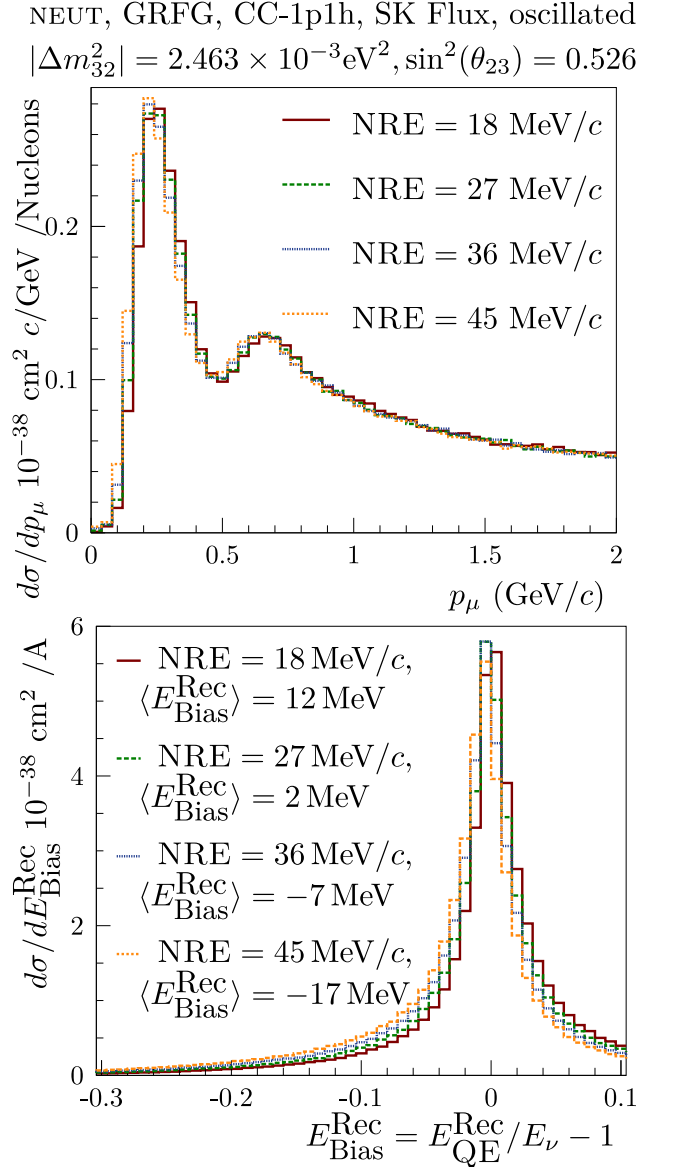 NEUT, GRFG, CC-1p1h, SK Flux, oscillated
|Δm²₃₂| = 2.463 × 10⁻³eV², sin²(θ₂₃) = 0.526
dσ/dpμ 10⁻³⁸ cm² c/GeV /Nucleons
NRE = 18 MeV/c
NRE = 27 MeV/c
NRE = 36 MeV/c
NRE = 45 MeV/c
0.2
0.1
0
0 0.5 1 1.5 2
pμ (GeV/c)
dσ/dE^Rec_Bias 10⁻³⁸ cm² /A
6
4
2
0
NRE = 18 MeV/c,
⟨E^Rec_Bias⟩ = 12 MeV
NRE = 27 MeV/c,
⟨E^Rec_Bias⟩ = 2 MeV
NRE = 36 MeV/c,
⟨E^Rec_Bias⟩ = −7 MeV
NRE = 45 MeV/c,
⟨E^Rec_Bias⟩ = −17 MeV
-0.3 -0.2 -0.1 0 0.1
E^Rec_Bias = E^Rec_QE/Eν − 1